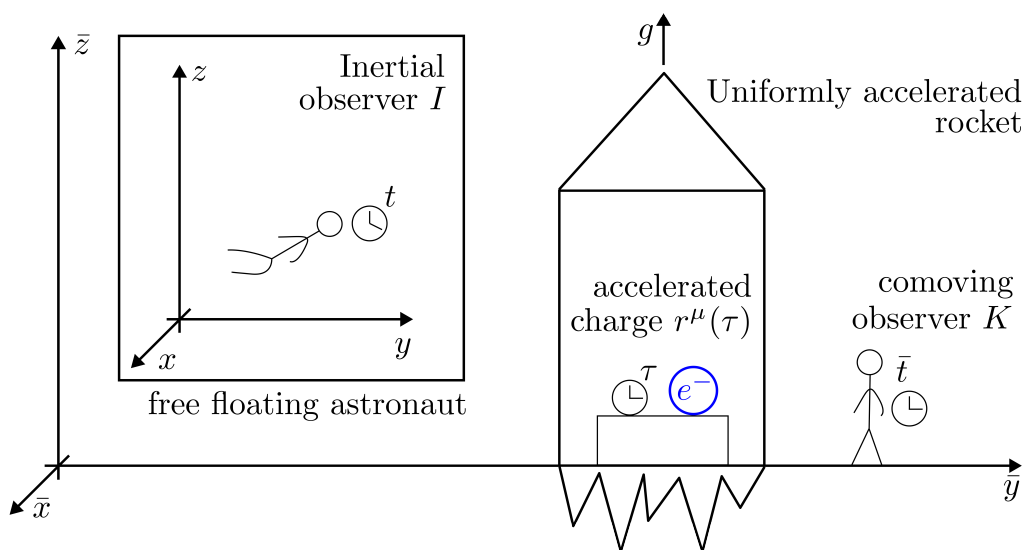 z̄
Inertial
observer I
z
t
y
x
free floating astronaut
g
Uniformly accelerated
rocket
accelerated
charge r^μ(τ)
τ
e⁻
comoving
observer K
t̄
ȳ
x̄